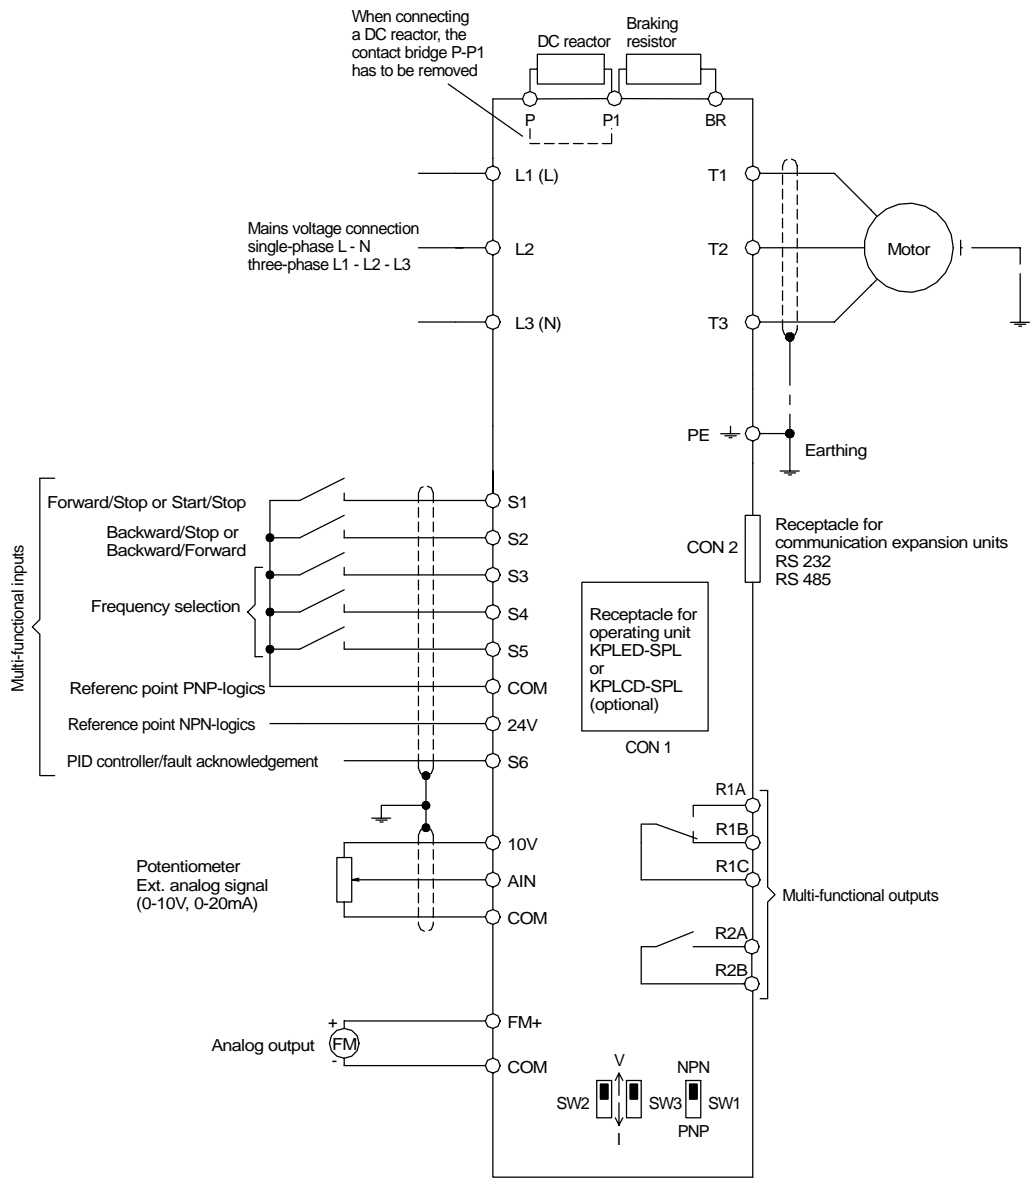 When connecting
a DC reactor, the
contact bridge P-P1
has to be removed
DC reactor
Braking
resistor
P
P1
BR
L1 (L)
T1
Mains voltage connection
single-phase L - N
three-phase L1 - L2 - L3
L2
T2
Motor
L3 (N)
T3
PE
Earthing
Multi-functional inputs
Forward/Stop or Start/Stop
S1
Backward/Stop or
Backward/Forward
S2
S3
Frequency selection
S4
S5
Referenc point PNP-logics
COM
Reference point NPN-logics
24V
PID controller/fault acknowledgement
S6
CON 2
Receptacle for
communication expansion units
RS 232
RS 485
Receptacle for
operating unit
KPLED-SPL
or
KPLCD-SPL
(optional)
CON 1
Potentiometer
Ext. analog signal
(0-10V, 0-20mA)
10V
AIN
COM
R1A
R1B
R1C
R2A
R2B
Multi-functional outputs
Analog output
+
FM
-
FM+
COM
V
SW2
SW3
I
NPN
SW1
PNP